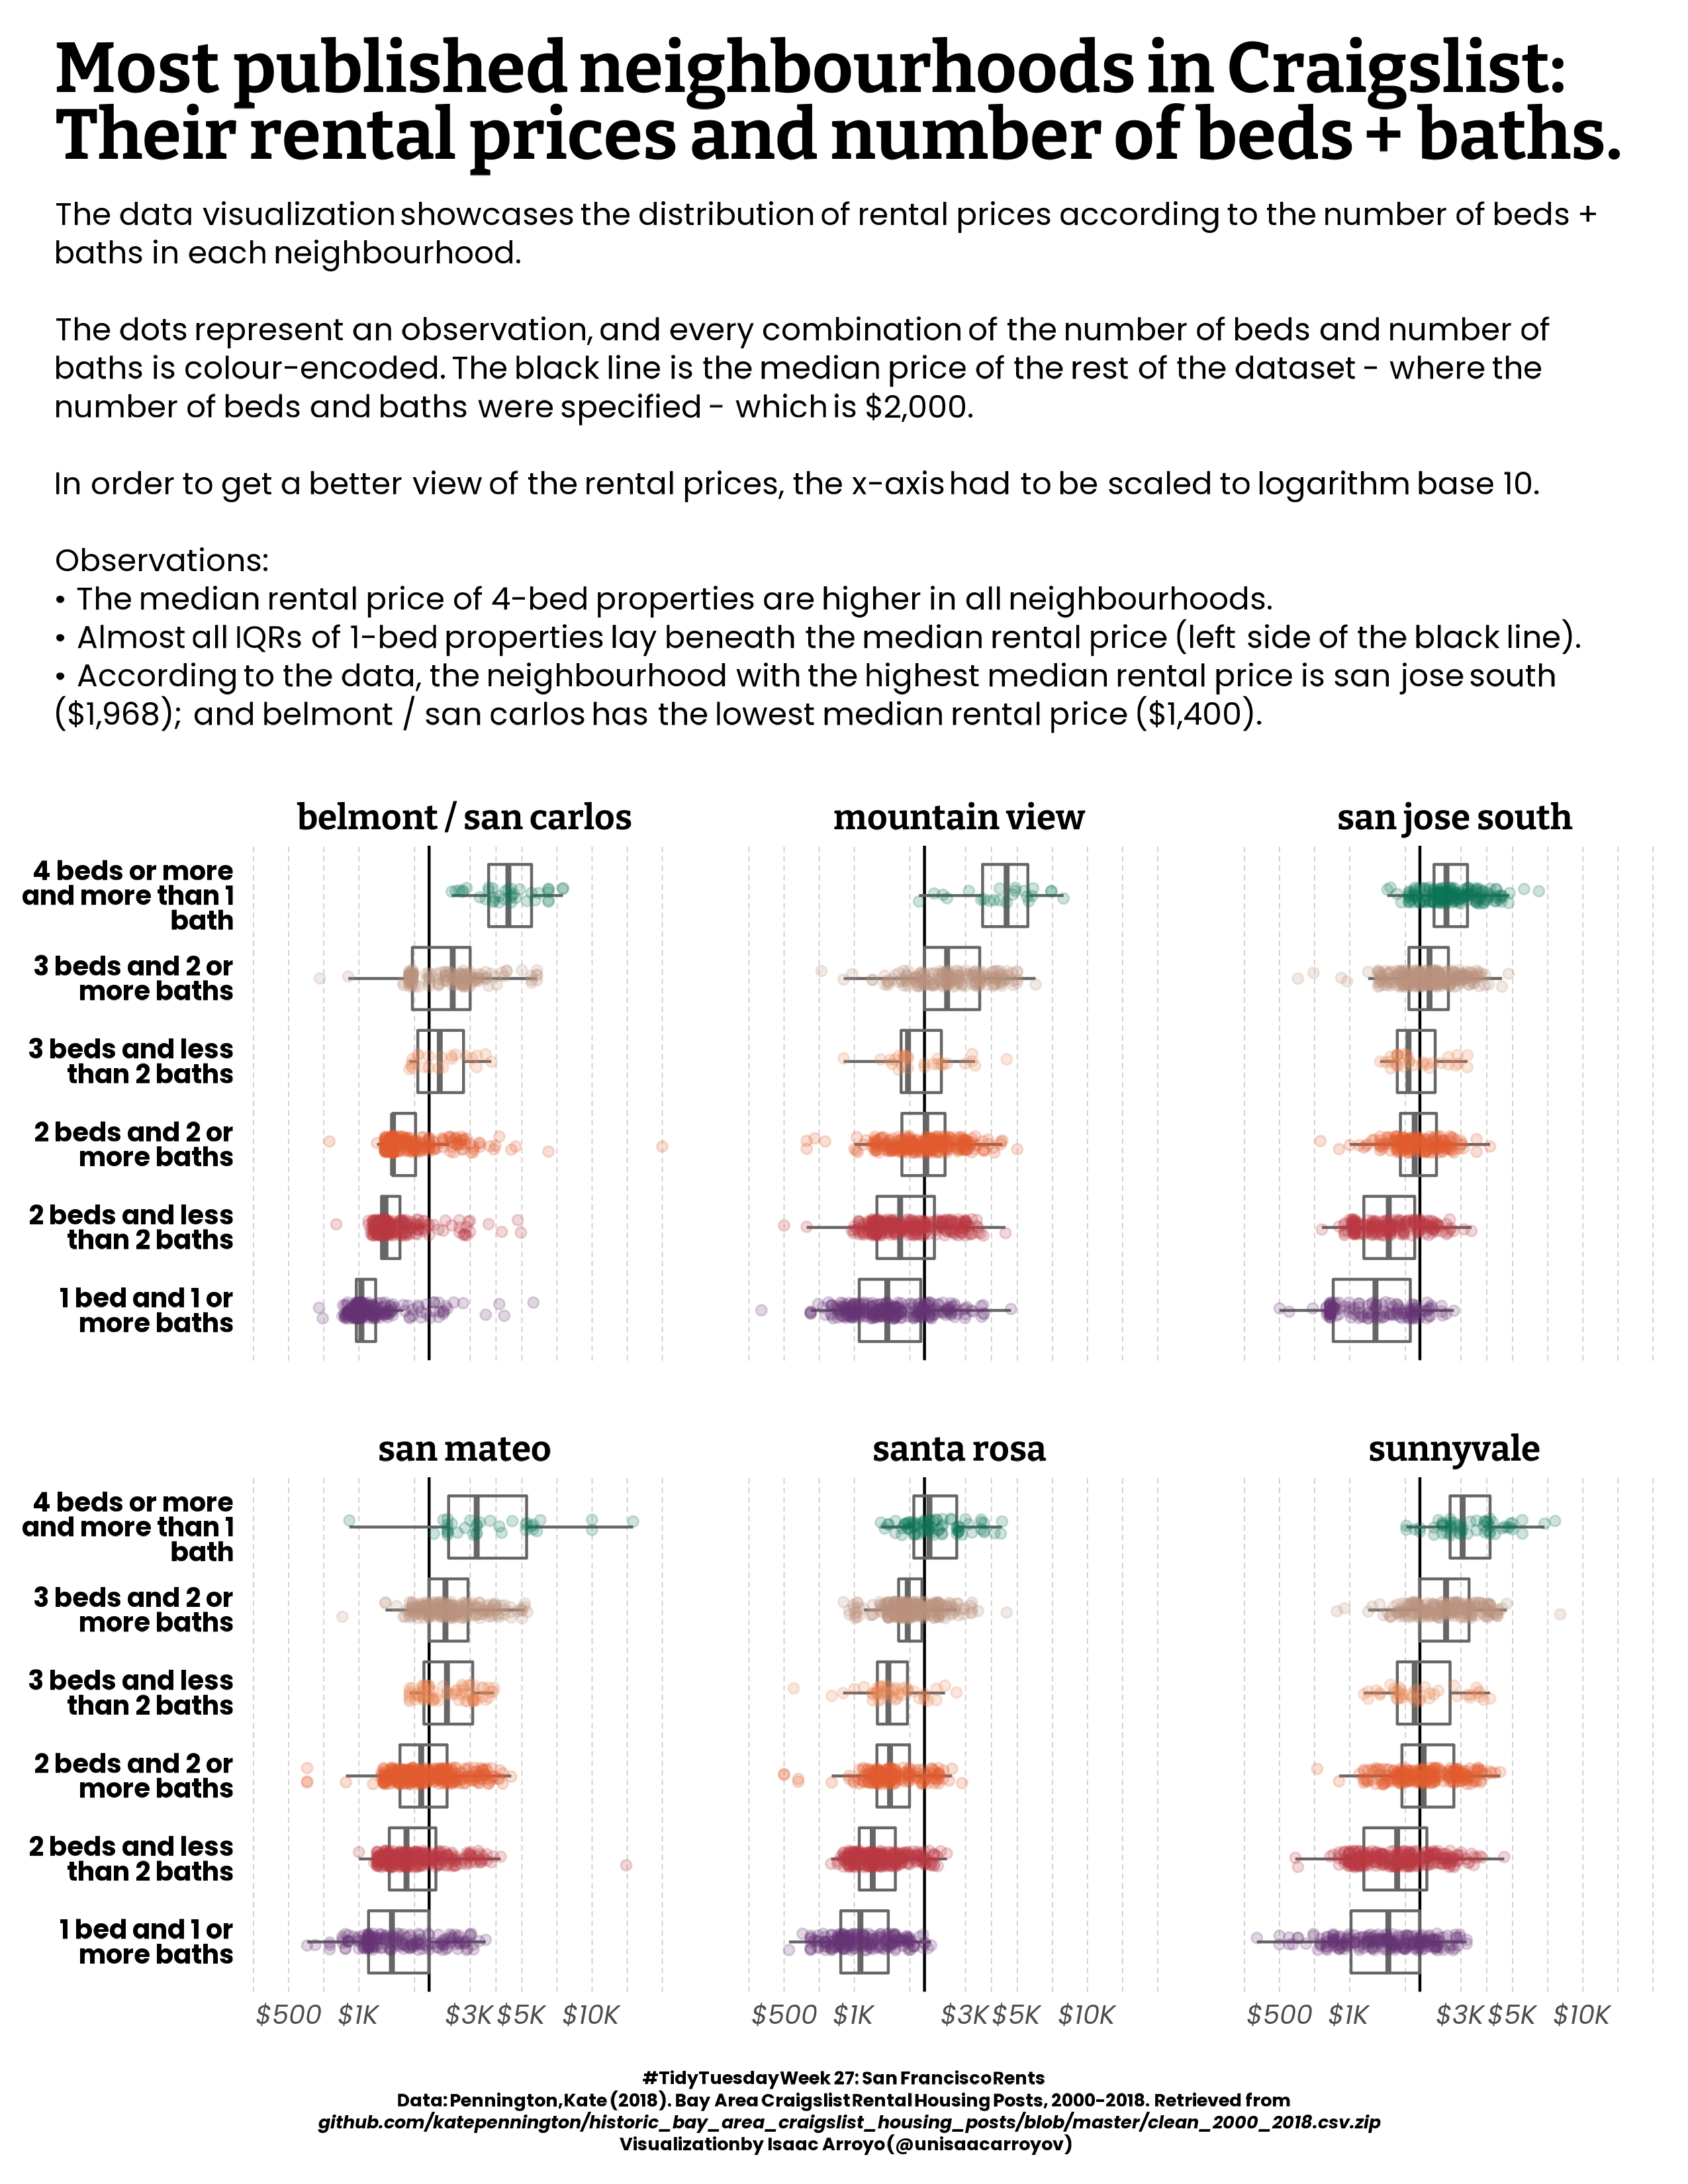 Most published neighbourhoods in Craigslist:
Their rental prices and number of beds + baths.
The data visualization showcases the distribution of rental prices according to the number of beds +
baths in each neighbourhood.
The dots represent an observation, and every combination of the number of beds and number of
baths is colour-encoded. The black line is the median price of the rest of the dataset - where the
number of beds and baths were specified - which is $2,000.
In order to get a better view of the rental prices, the x-axis had to be scaled to logarithm base 10.
Observations:
• The median rental price of 4-bed properties are higher in all neighbourhoods.
• Almost all IQRs of 1-bed properties lay beneath the median rental price (left side of the black line).
• According to the data, the neighbourhood with the highest median rental price is san jose south
($1,968); and belmont / san carlos has the lowest median rental price ($1,400).
belmont / san carlos
mountain view
san jose south
4 beds or more
and more than 1
bath
3 beds and 2 or
more baths
3 beds and less
than 2 baths
2 beds and 2 or
more baths
2 beds and less
than 2 baths
1 bed and 1 or
more baths
san mateo
santa rosa
sunnyvale
4 beds or more
and more than 1
bath
3 beds and 2 or
more baths
3 beds and less
than 2 baths
2 beds and 2 or
more baths
2 beds and less
than 2 baths
1 bed and 1 or
more baths
$500 $1K $3K $5K $10K
$500 $1K $3K $5K $10K
$500 $1K $3K $5K $10K
#TidyTuesday Week 27: San Francisco Rents
Data: Pennington, Kate (2018). Bay Area Craigslist Rental Housing Posts, 2000-2018. Retrieved from
github.com/katepennington/historic_bay_area_craigslist_housing_posts/blob/master/clean_2000_2018.csv.zip
Visualization by Isaac Arroyo (@unisaacarroyov)